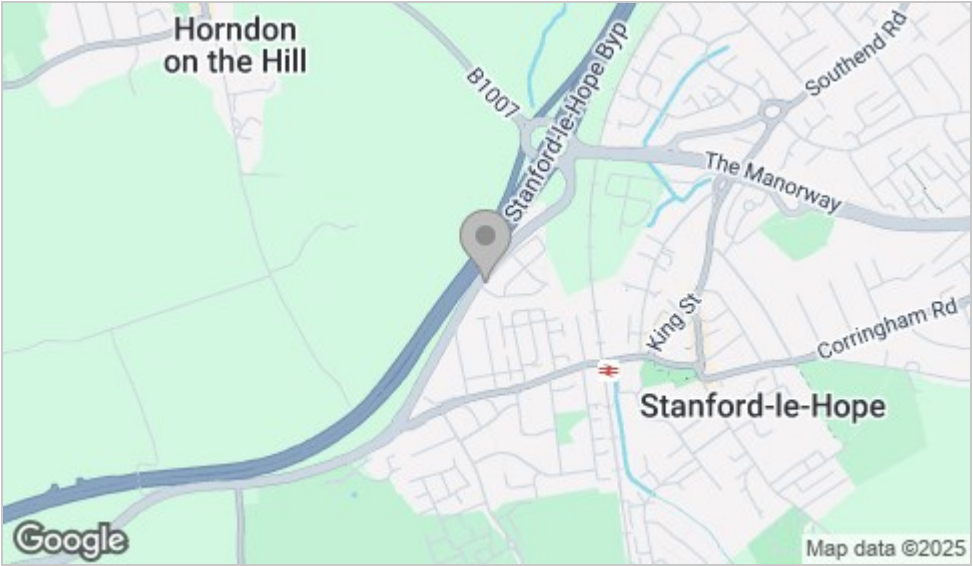 Horndon
on the Hill
B1007
Stanford-le-Hope Byp
Southend Rd
The Manorway
King St
Corringham Rd
Stanford-le-Hope
Google
Map data ©2025